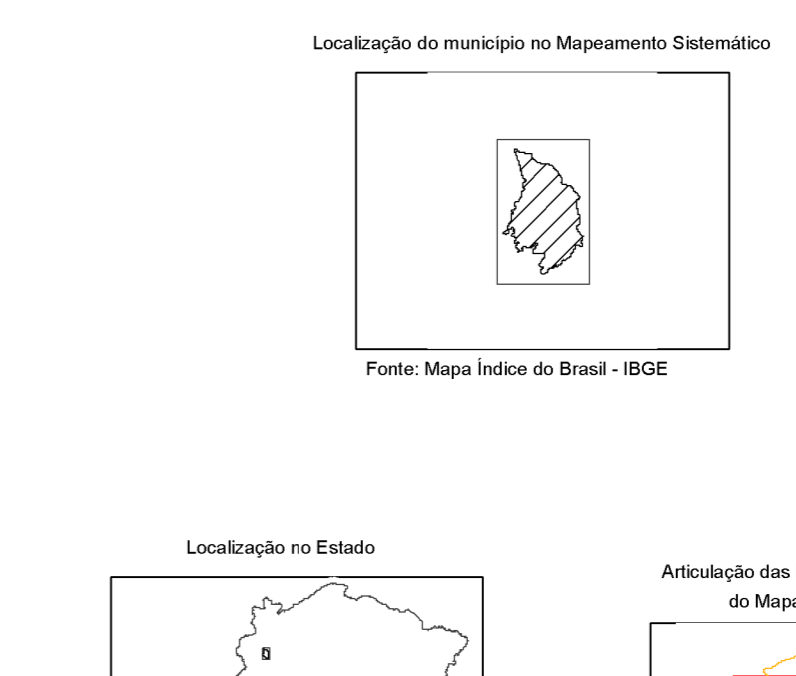 Localização do município no Mapeamento Sistemático
Fonte: Mapa Índice do Brasil - IBGE
Localização no Estado
Articulação das
do Mapa